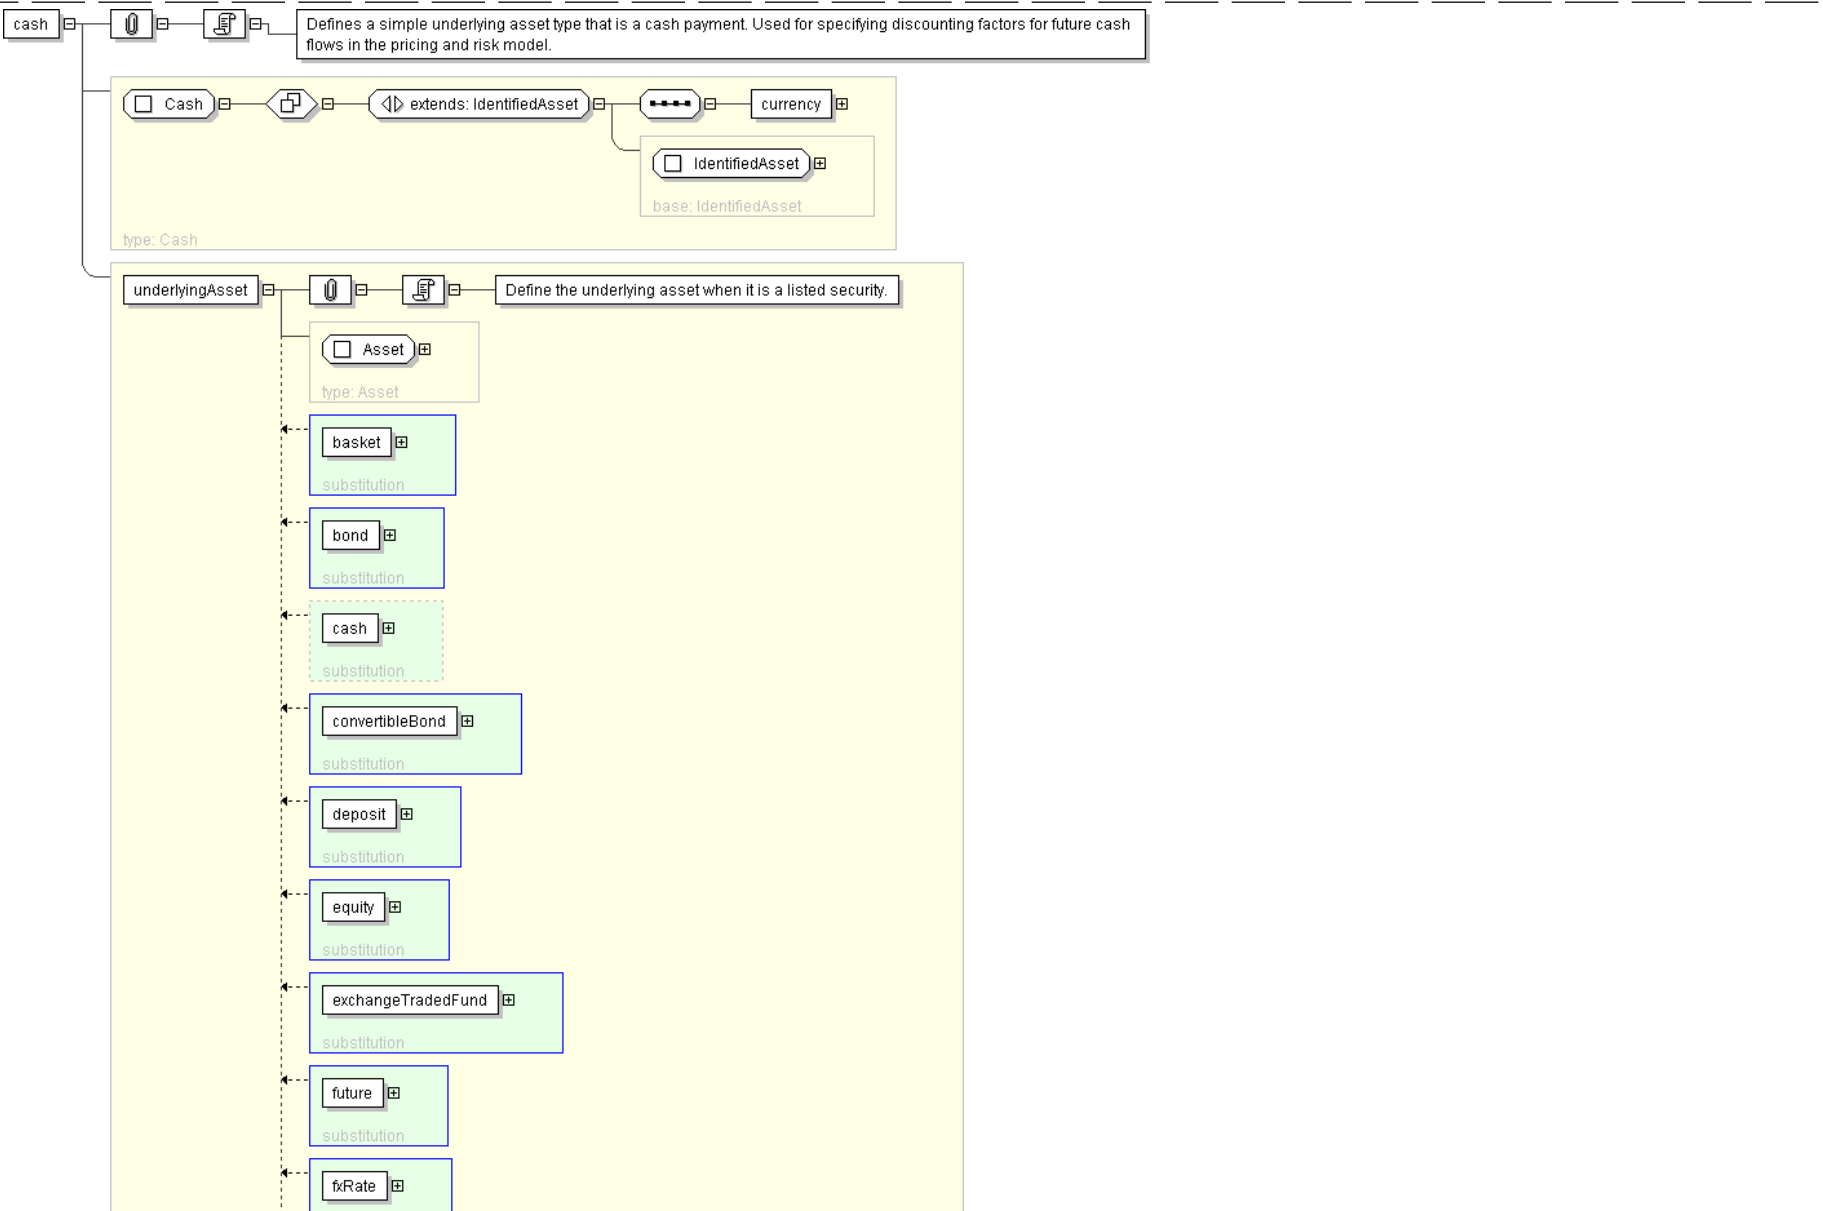 cash
Defines a simple underlying asset type that is a cash payment. Used for specifying discounting factors for future cash
flows in the pricing and risk model.
Cash
extends: IdentifiedAsset
currency
IdentifiedAsset
base: IdentifiedAsset
type: Cash
underlyingAsset
Define the underlying asset when it is a listed security.
Asset
type: Asset
basket
substitution
bond
substitution
cash
substitution
convertibleBond
substitution
deposit
substitution
equity
substitution
exchangeTradedFund
substitution
future
substitution
fxRate